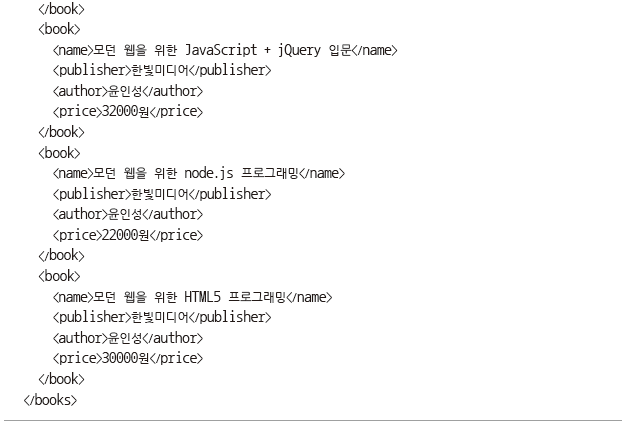 </book>
<book>
<name>모던 웹을 위한 JavaScript + jQuery 입문</name>
<publisher>한빛미디어</publisher>
<author>윤인성</author>
<price>32000원</price>
</book>
<book>
<name>모던 웹을 위한 node.js 프로그래밍</name>
<publisher>한빛미디어</publisher>
<author>윤인성</author>
<price>22000원</price>
</book>
<book>
<name>모던 웹을 위한 HTML5 프로그래밍</name>
<publisher>한빛미디어</publisher>
<author>윤인성</author>
<price>30000원</price>
</book>
</books>